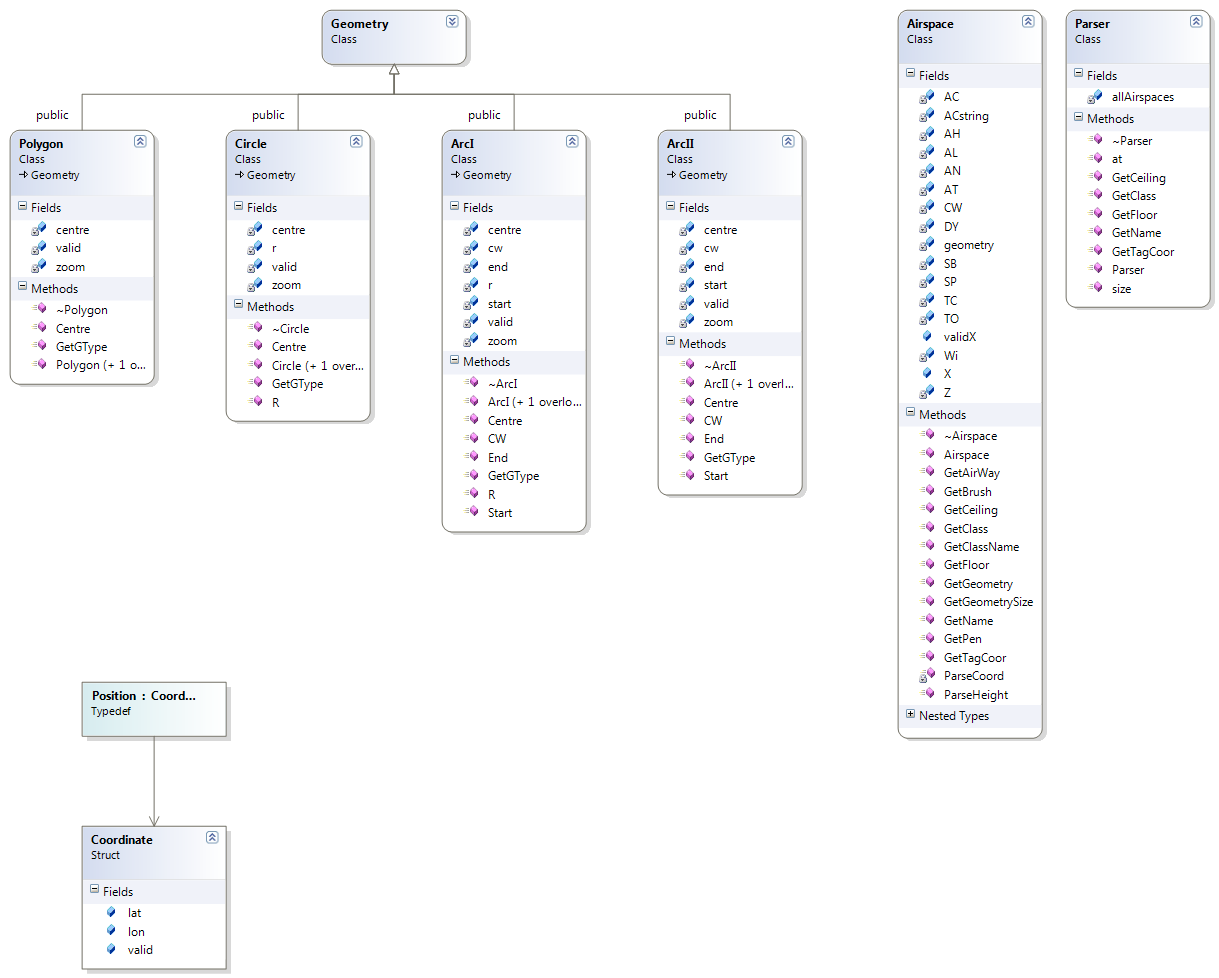 Geometry
Class
public
public
public
public
Polygon
Class
Geometry
Fields
centre
valid
zoom
Methods
~Polygon
Centre
GetGType
Polygon (+ 1 o...
Circle
Class
Geometry
Fields
centre
r
valid
zoom
Methods
~Circle
Centre
Circle (+ 1 over...
GetGType
R
ArcI
Class
Geometry
Fields
centre
cw
end
r
start
valid
zoom
Methods
~ArcI
ArcI (+ 1 overlo...
Centre
CW
End
GetGType
R
Start
ArcII
Class
Geometry
Fields
centre
cw
end
start
valid
zoom
Methods
~ArcII
ArcII (+ 1 overl...
Centre
CW
End
GetGType
Start
Airspace
Class
Fields
AC
ACstring
AH
AL
AN
AT
CW
DY
geometry
SB
SP
TC
TO
validX
Wi
X
Z
Methods
~Airspace
Airspace
GetAirWay
GetBrush
GetCeiling
GetClass
GetClassName
GetFloor
GetGeometry
GetGeometrySize
GetName
GetPen
GetTagCoor
ParseCoord
ParseHeight
Nested Types
Parser
Class
Fields
allAirspaces
Methods
~Parser
at
GetCeiling
GetClass
GetFloor
GetName
GetTagCoor
Parser
size
Position : Coord...
Typedef
Coordinate
Struct
Fields
lat
lon
valid